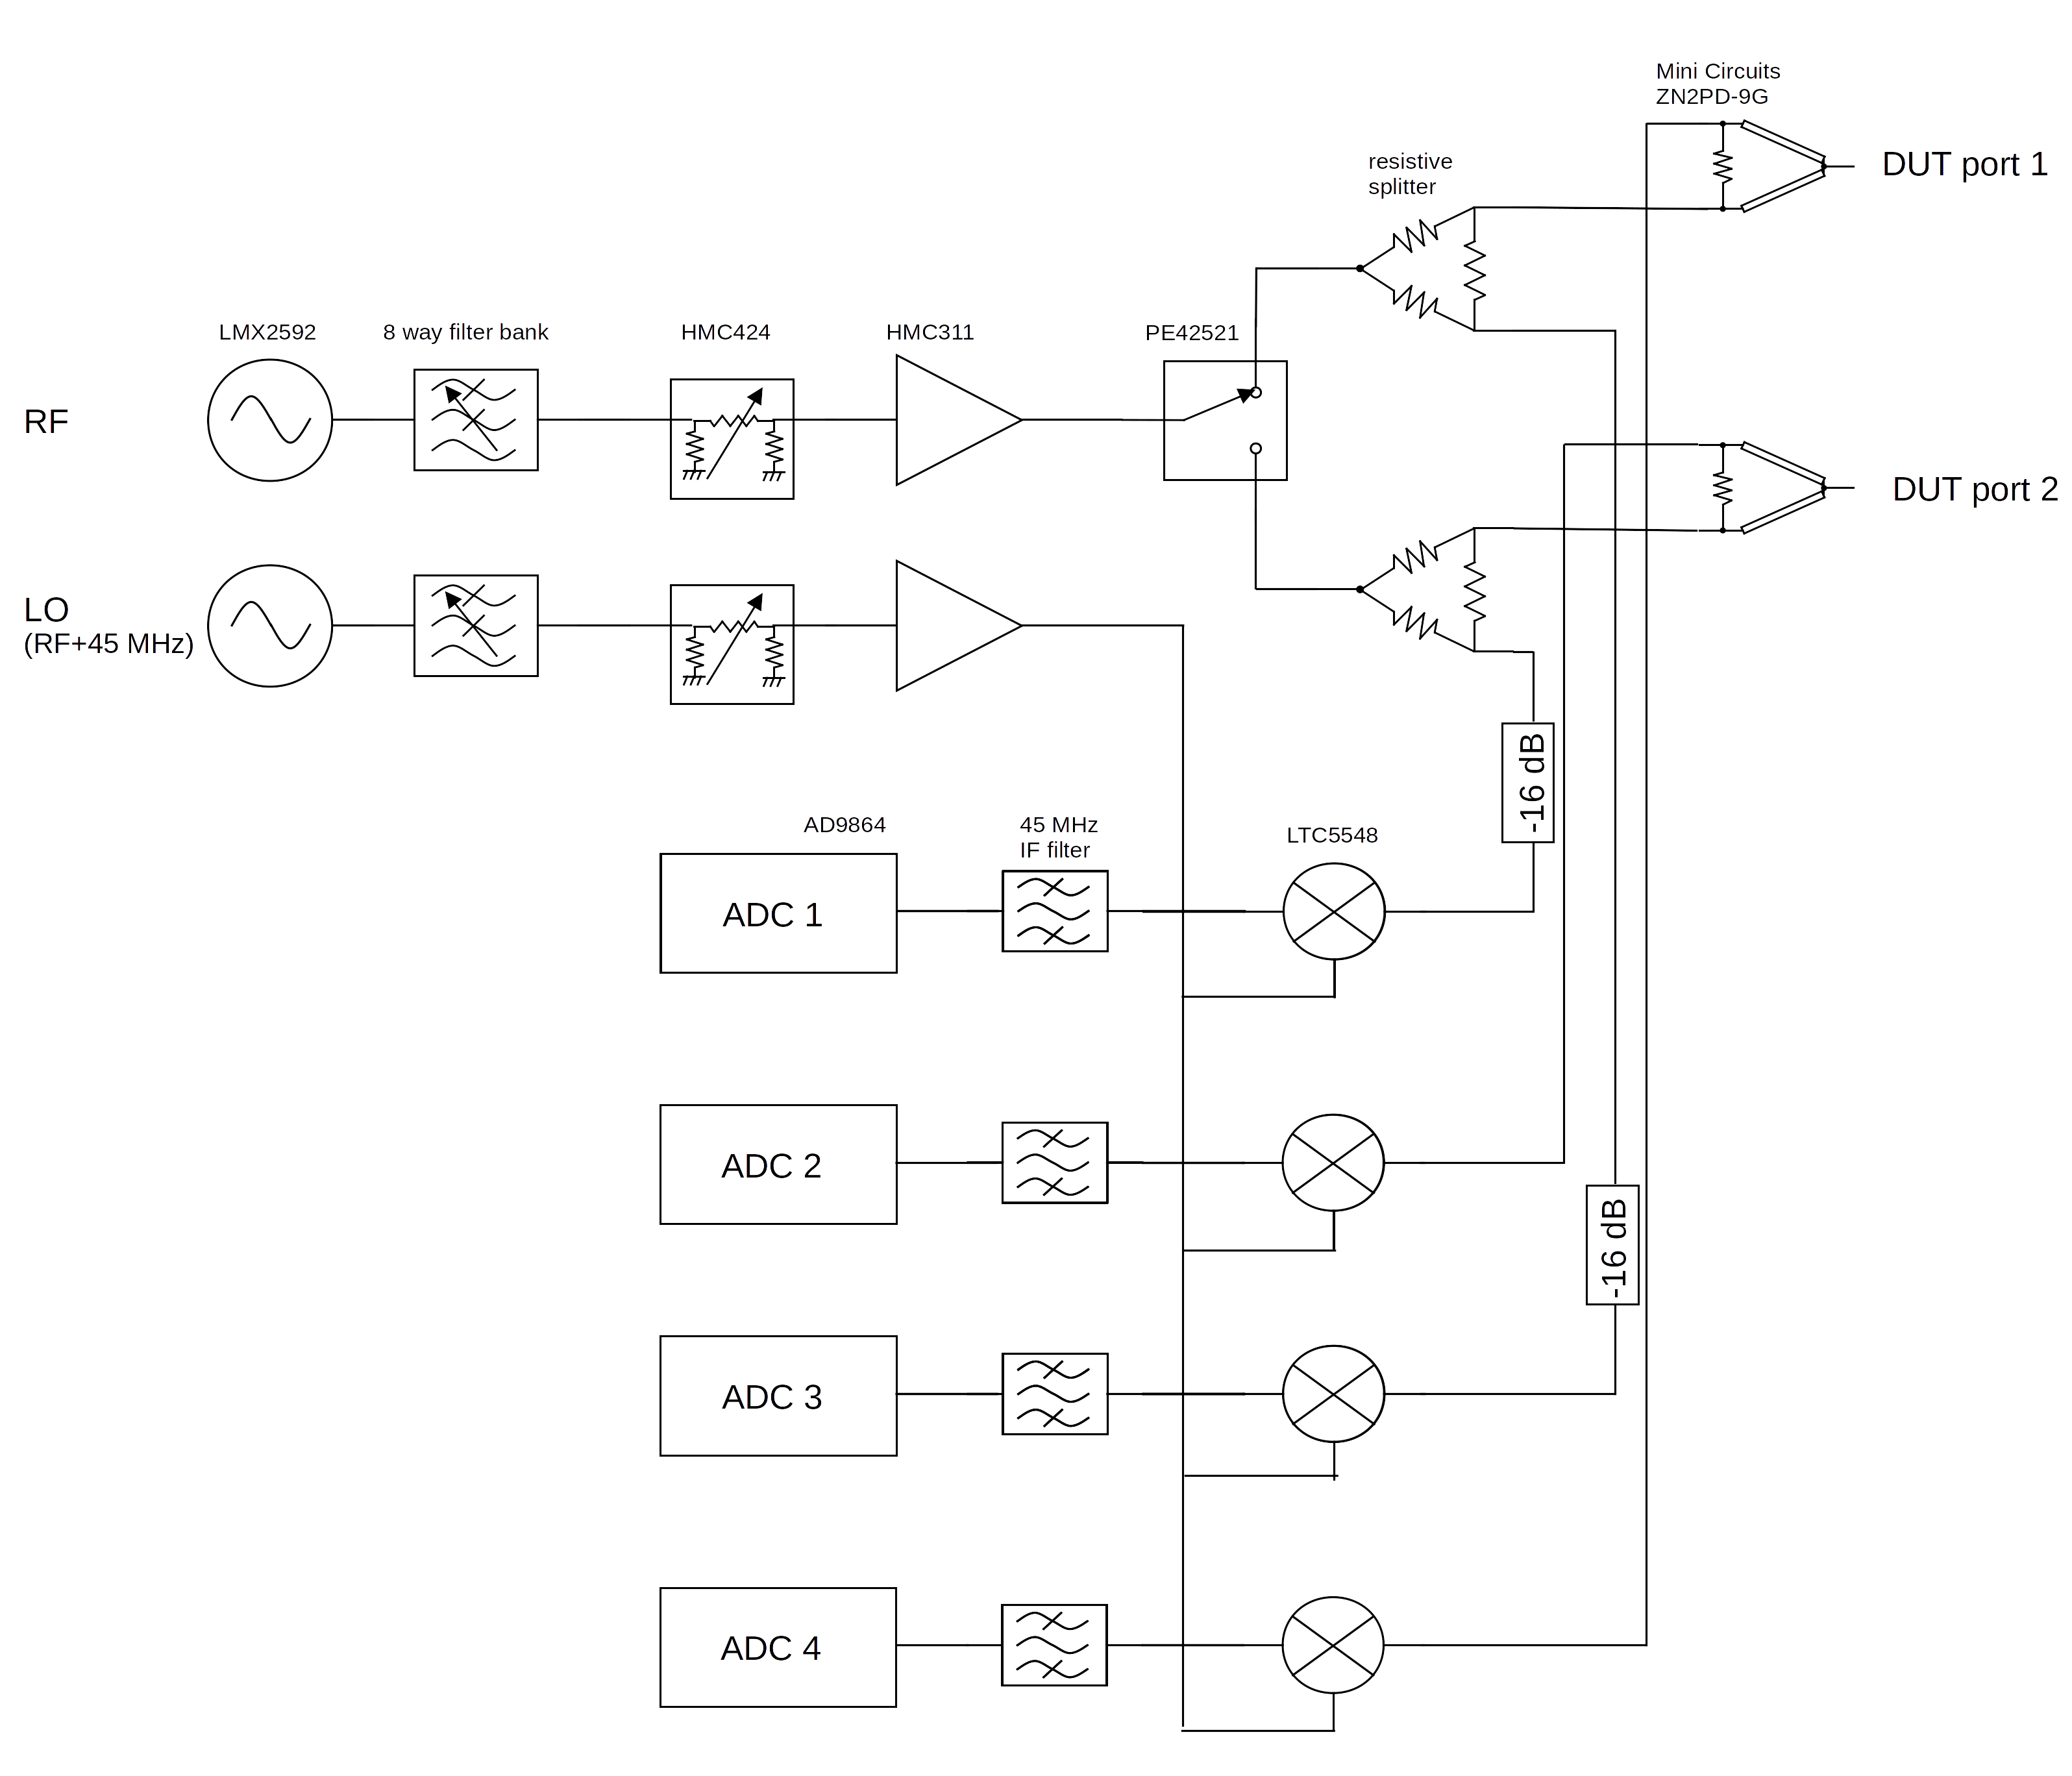 Mini Circuits
ZN2PD-9G
DUT port 1
resistive
splitter
LMX2592
8 way filter bank
HMC424
HMC311
PE42521
RF
DUT port 2
LO
(RF+45 MHz)
-16 dB
AD9864
45 MHz
IF filter
LTC5548
ADC 1
ADC 2
-16 dB
ADC 3
ADC 4